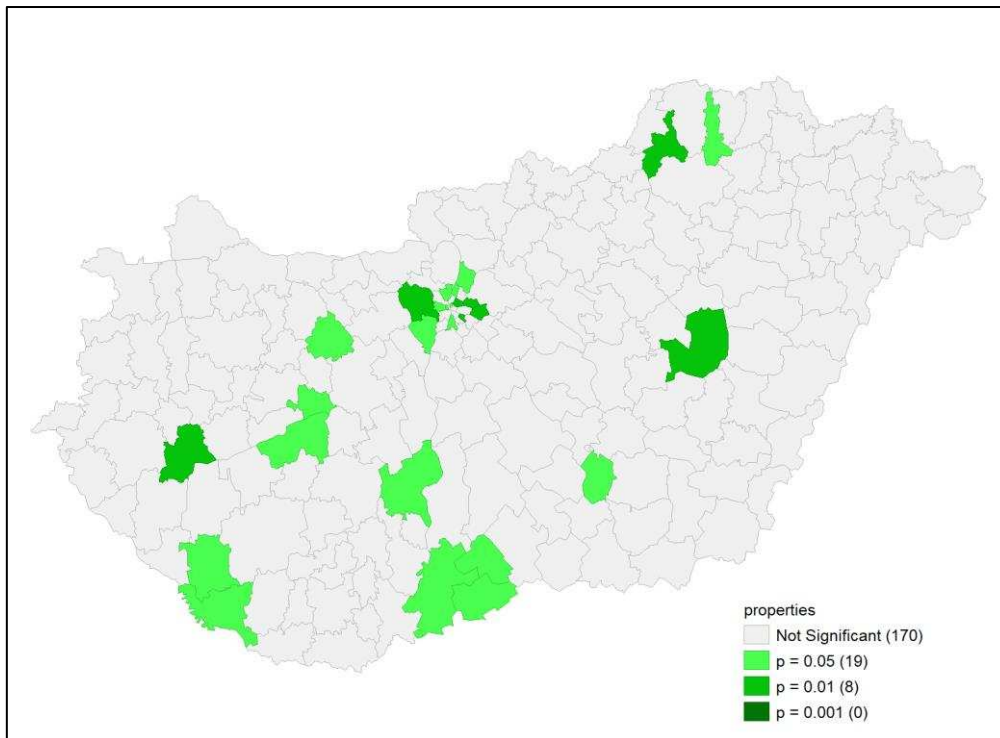 properties
Not Significant (170)
p = 0.05 (19)
p = 0.01 (8)
p = 0.001 (0)